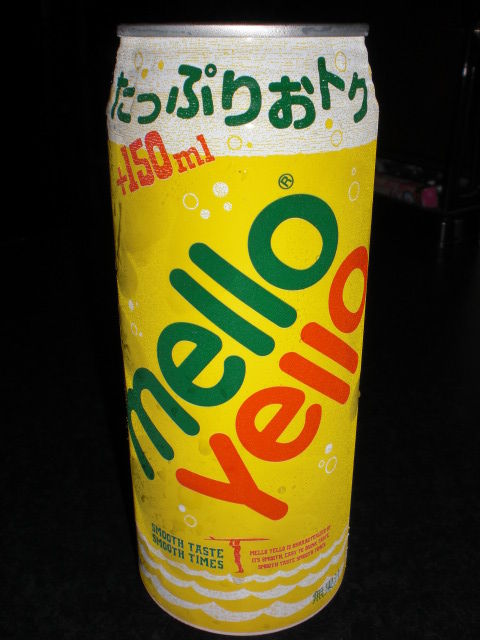 たっぷりおトク
+150ml
®
mello
yello
SMOOTH TASTE
SMOOTH TIMES
MELLO YELLO IS CHARACTERIZED BY
ITS SMOOTH, EASY TO DRINK TASTE.
SMOOTH TASTE, SMOOTH TIMES.